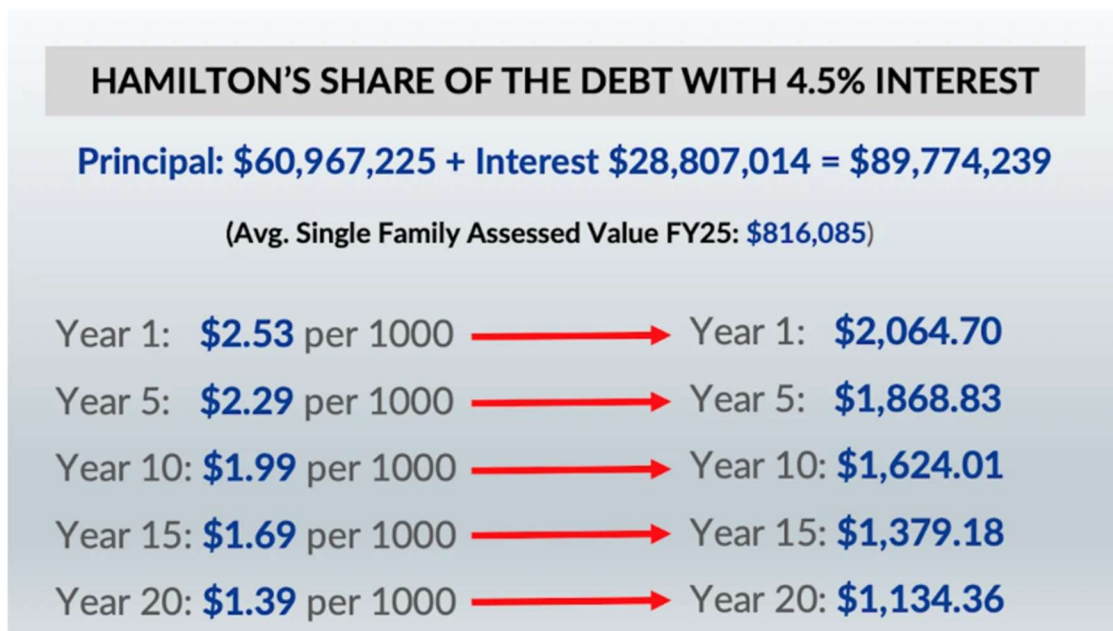 HAMILTON'S SHARE OF THE DEBT WITH 4.5% INTEREST
Principal: $60,967,225 + Interest $28,807,014 = $89,774,239
(Avg. Single Family Assessed Value FY25: $816,085)
Year 1: $2.53 per 1000 Year 1: $2,064.70
Year 5: $2.29 per 1000 Year 5: $1,868.83
Year 10: $1.99 per 1000 Year 10: $1,624.01
Year 15: $1.69 per 1000 Year 15: $1,379.18
Year 20: $1.39 per 1000 Year 20: $1,134.36